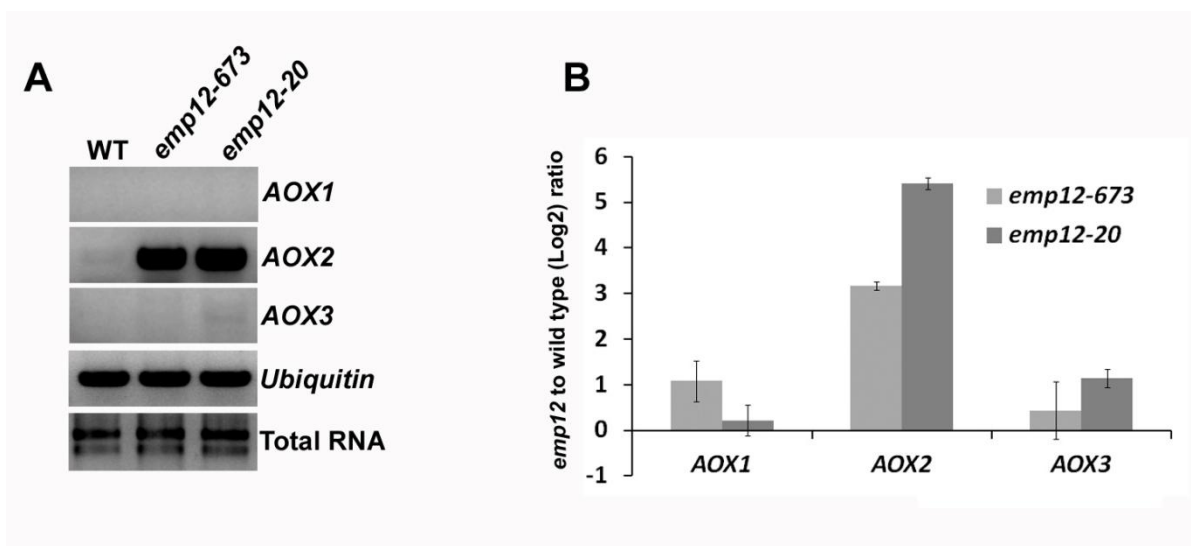 A
WT
emp12-673
emp12-20
AOX1
AOX2
AOX3
Ubiquitin
Total RNA
B
emp12 to wild type (Log2) ratio
6
5
4
3
2
1
0
-1
emp12-673
emp12-20
AOX1
AOX2
AOX3